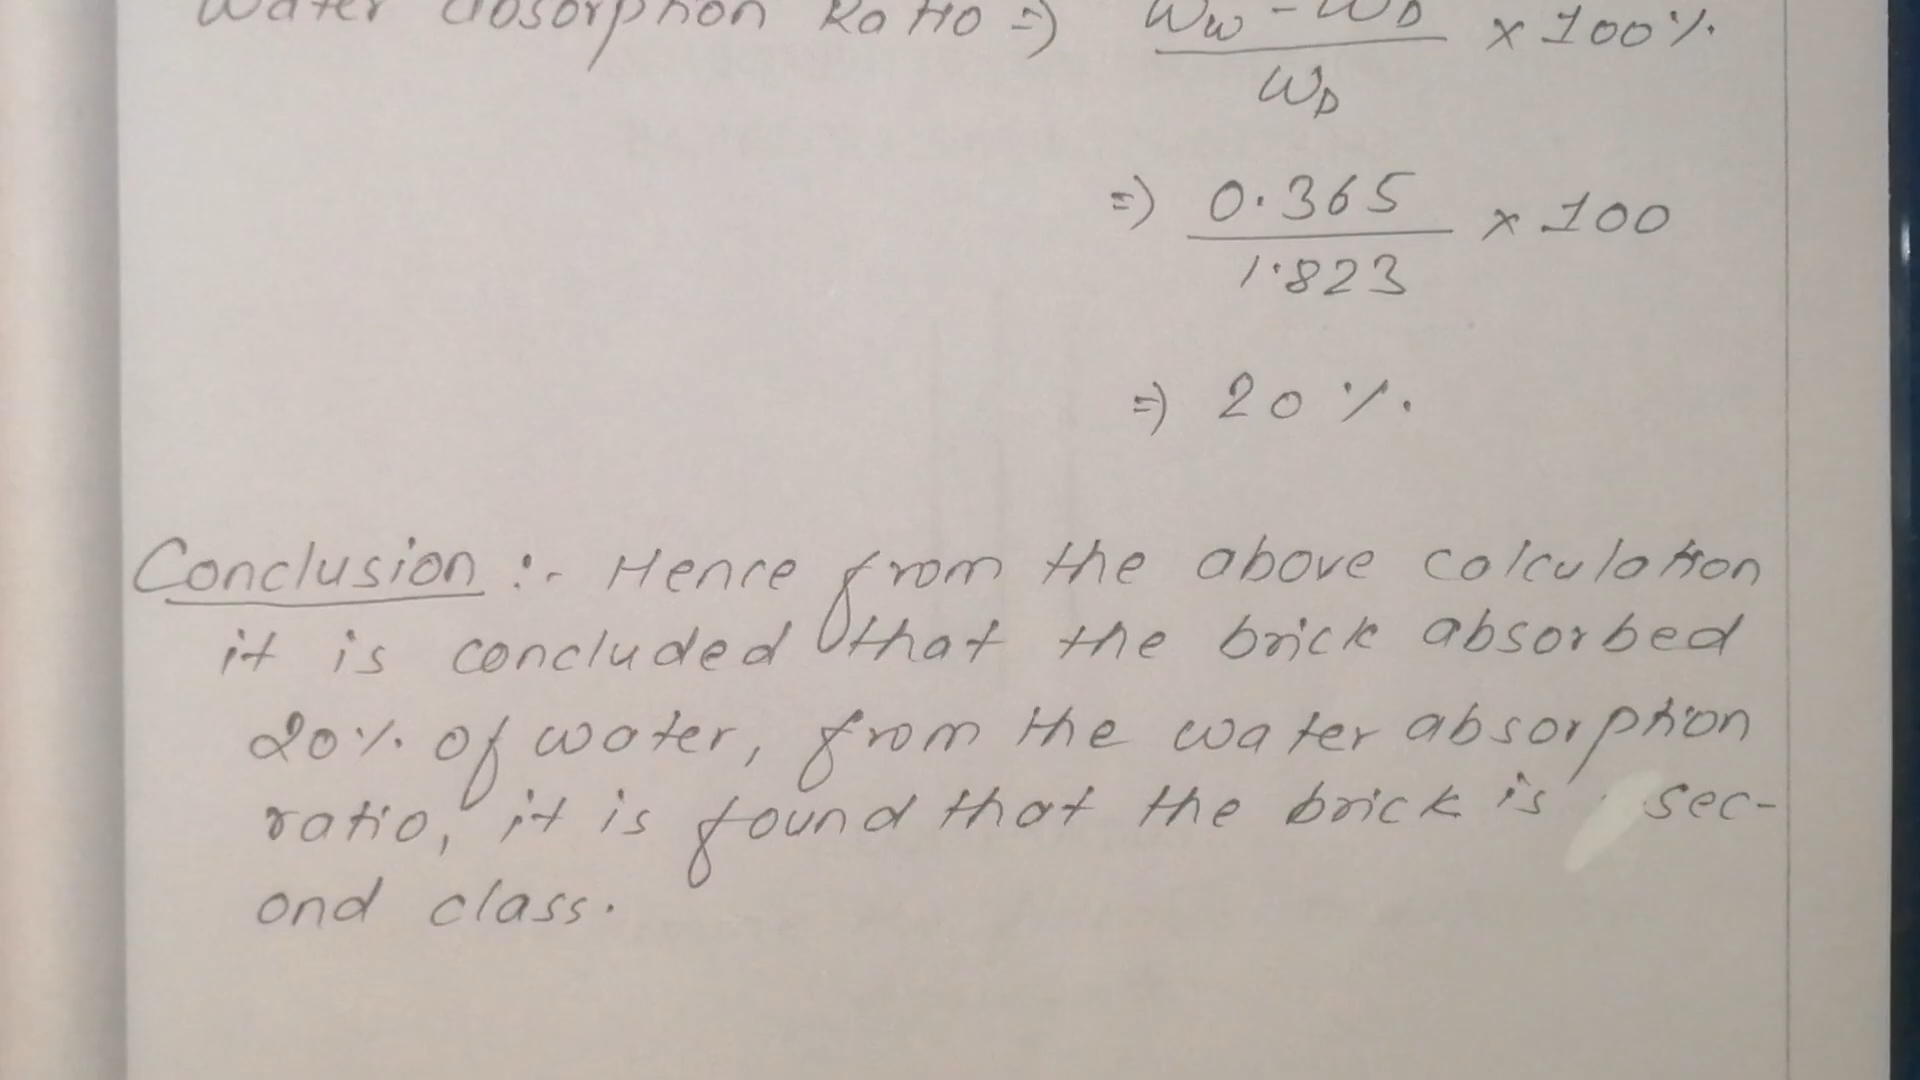 Water absorption Ratio => Ww - WD / WD x 100%
=> 0.365 / 1.823 x 100
=> 20%.
Conclusion :- Hence from the above calculation
it is concluded that the brick absorbed
20% of water, from the water absorption
ratio, it is found that the brick is sec-
ond class.